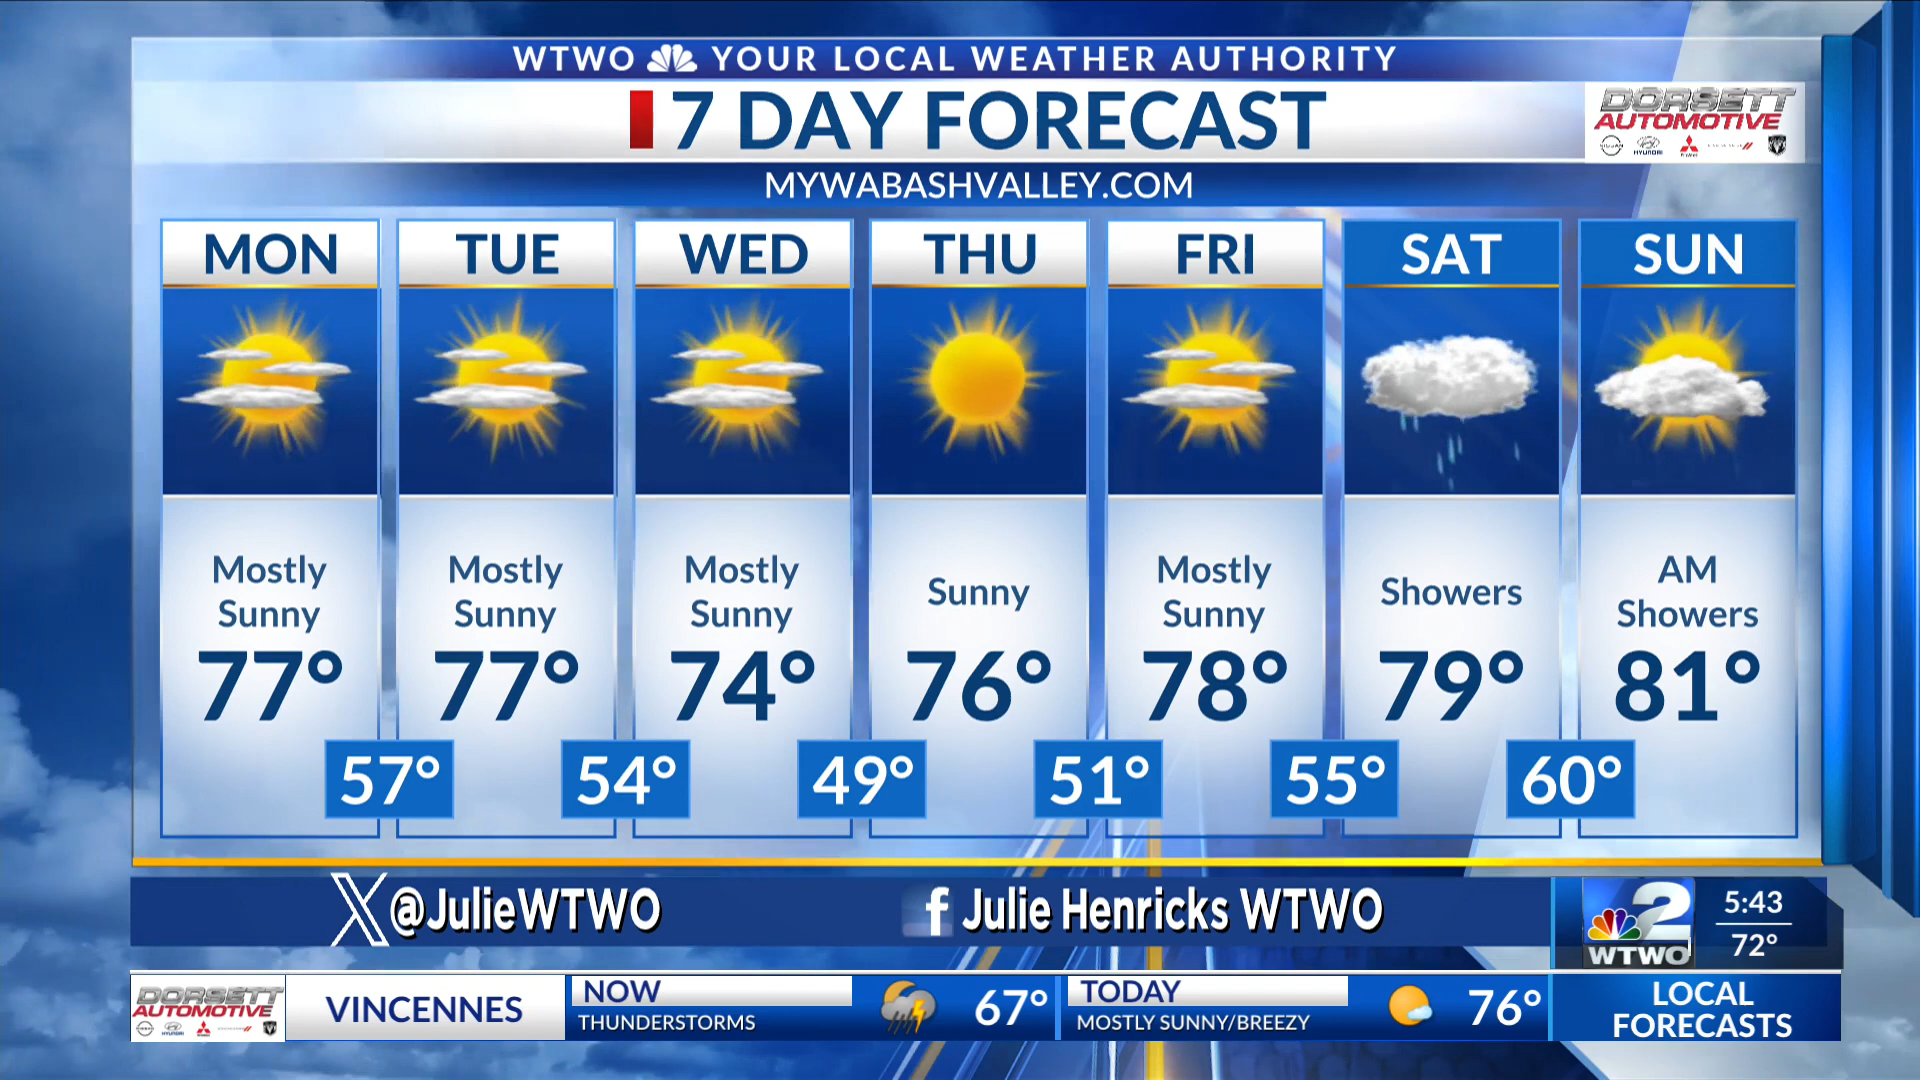 WTWO YOUR LOCAL WEATHER AUTHORITY
7 DAY FORECAST
DORSETT
AUTOMOTIVE
NISSAN HYUNDAI
MYWABASHVALLEY.COM
MON TUE WED THU FRI SAT SUN
Mostly Sunny
Mostly Sunny
Mostly Sunny
Sunny
Mostly Sunny
Showers
AM Showers
77° 77° 74° 76° 78° 79° 81°
57° 54° 49° 51° 55° 60°
X @JulieWTWO
f Julie Henricks WTWO
2
WTWO
5:43
72°
DORSETT
AUTOMOTIVE
VINCENNES
NOW
THUNDERSTORMS
67°
TODAY
MOSTLY SUNNY/BREEZY
76°
LOCAL
FORECASTS